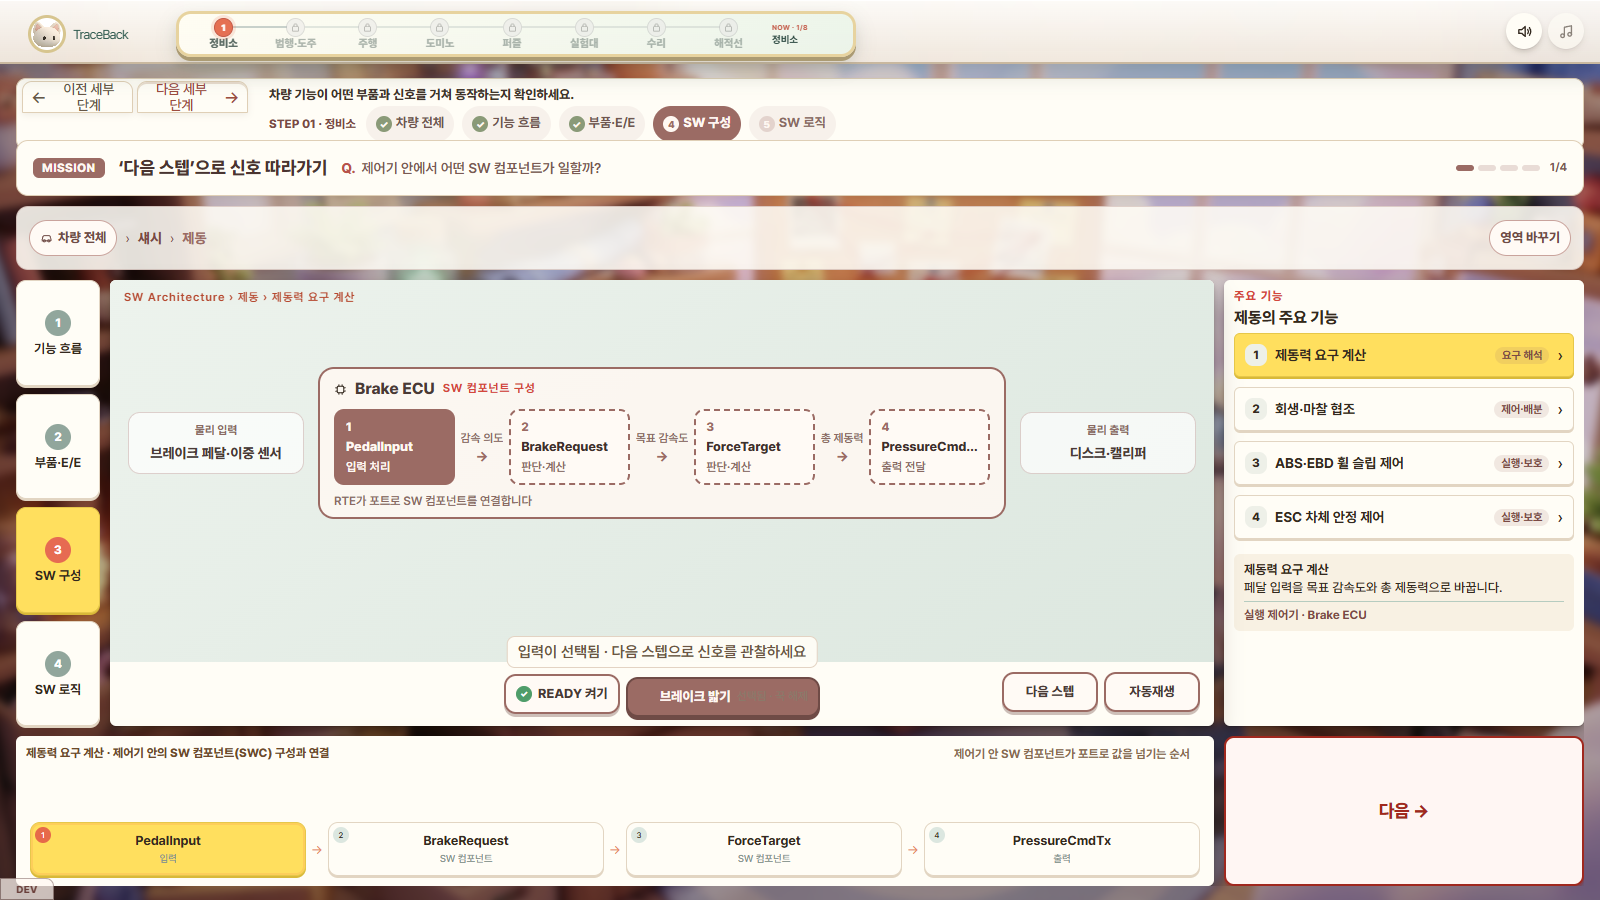 TraceBack
1
정비소
범행·도주
주행
도미노
퍼즐
실험대
수리
해적선
NOW · 1/8
정비소
← 이전 세부 단계
다음 세부 단계 →
차량 기능이 어떤 부품과 신호를 거쳐 동작하는지 확인하세요.
STEP 01 · 정비소
차량 전체
기능 흐름
부품·E/E
4 SW 구성
5 SW 로직
MISSION ‘다음 스텝’으로 신호 따라가기 Q. 제어기 안에서 어떤 SW 컴포넌트가 일할까?
1/4
차량 전체 › 섀시 › 제동
영역 바꾸기
1
기능 흐름
2
부품·E/E
3
SW 구성
4
SW 로직
SW Architecture › 제동 › 제동력 요구 계산
물리 입력
브레이크 페달·이중 센서
Brake ECU SW 컴포넌트 구성
1
PedalInput
입력 처리
감속 의도
→
2
BrakeRequest
판단·계산
목표 감속도
→
3
ForceTarget
판단·계산
총 제동력
→
4
PressureCmd...
출력 전달
RTE가 포트로 SW 컴포넌트를 연결합니다
물리 출력
디스크·캘리퍼
입력이 선택됨 · 다음 스텝으로 신호를 관찰하세요
READY 켜기
브레이크 밟기
다음 스텝
자동재생
주요 기능
제동의 주요 기능
1 제동력 요구 계산 요구 해석 ›
2 회생·마찰 협조 제어·배분 ›
3 ABS·EBD 휠 슬립 제어 실행·보호 ›
4 ESC 차체 안정 제어 실행·보호 ›
제동력 요구 계산
페달 입력을 목표 감속도와 총 제동력으로 바꿉니다.
실행 제어기 · Brake ECU
제동력 요구 계산 · 제어기 안의 SW 컴포넌트(SWC) 구성과 연결
제어기 안 SW 컴포넌트가 포트로 값을 넘기는 순서
1
PedalInput
입력
→
2
BrakeRequest
SW 컴포넌트
→
3
ForceTarget
SW 컴포넌트
→
4
PressureCmdTx
출력
다음 →
DEV